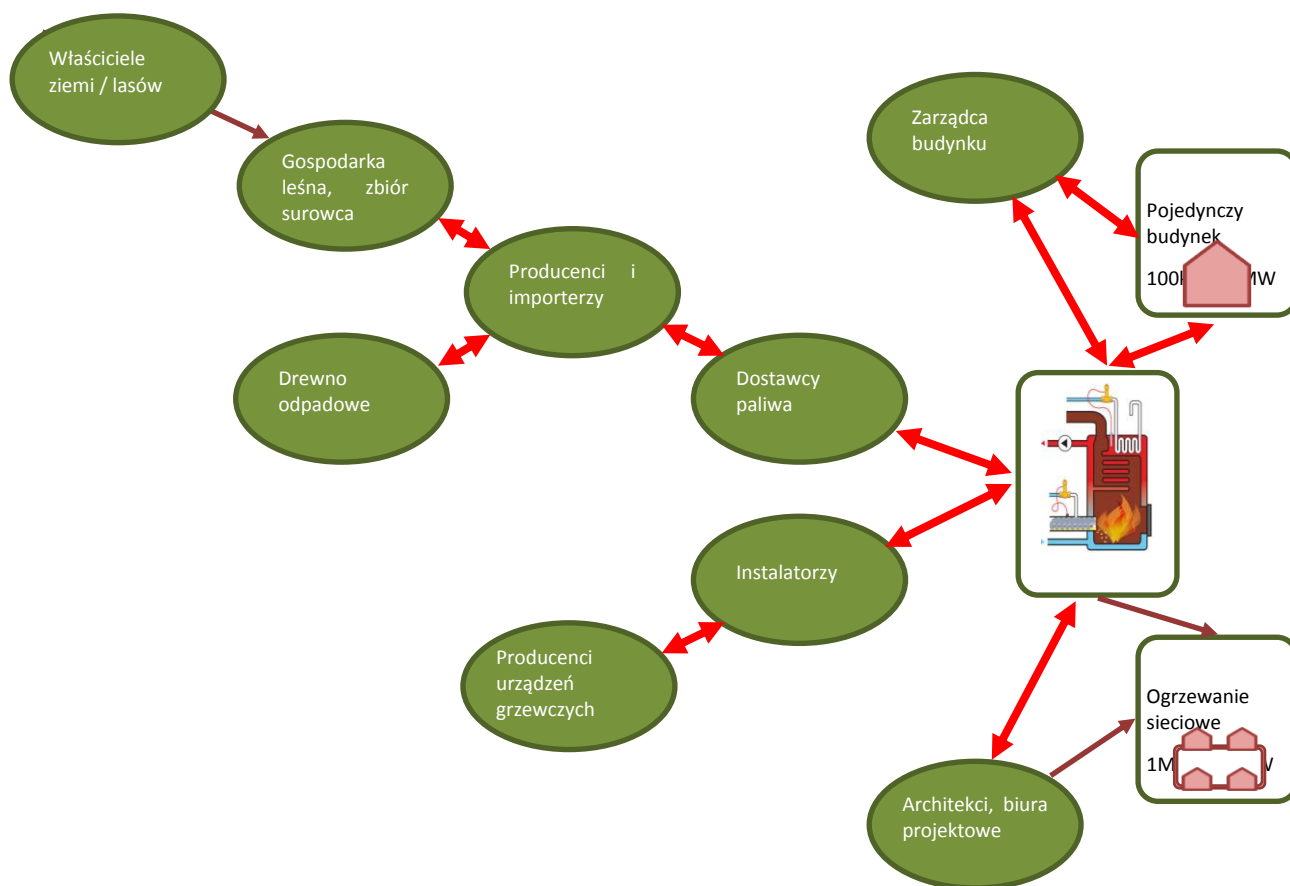 Właściciele
ziemi / lasów
Zarządca
budynku
Gospodarka
leśna, zbiór
surowca
Pojedynczy
budynek
Producenci i
importerzy
Drewno
odpadowe
Dostawcy
paliwa
Instalatorzy
Producenci
urządzeń
grzewczych
Ogrzewanie
sieciowe
Architekci, biura
projektowe